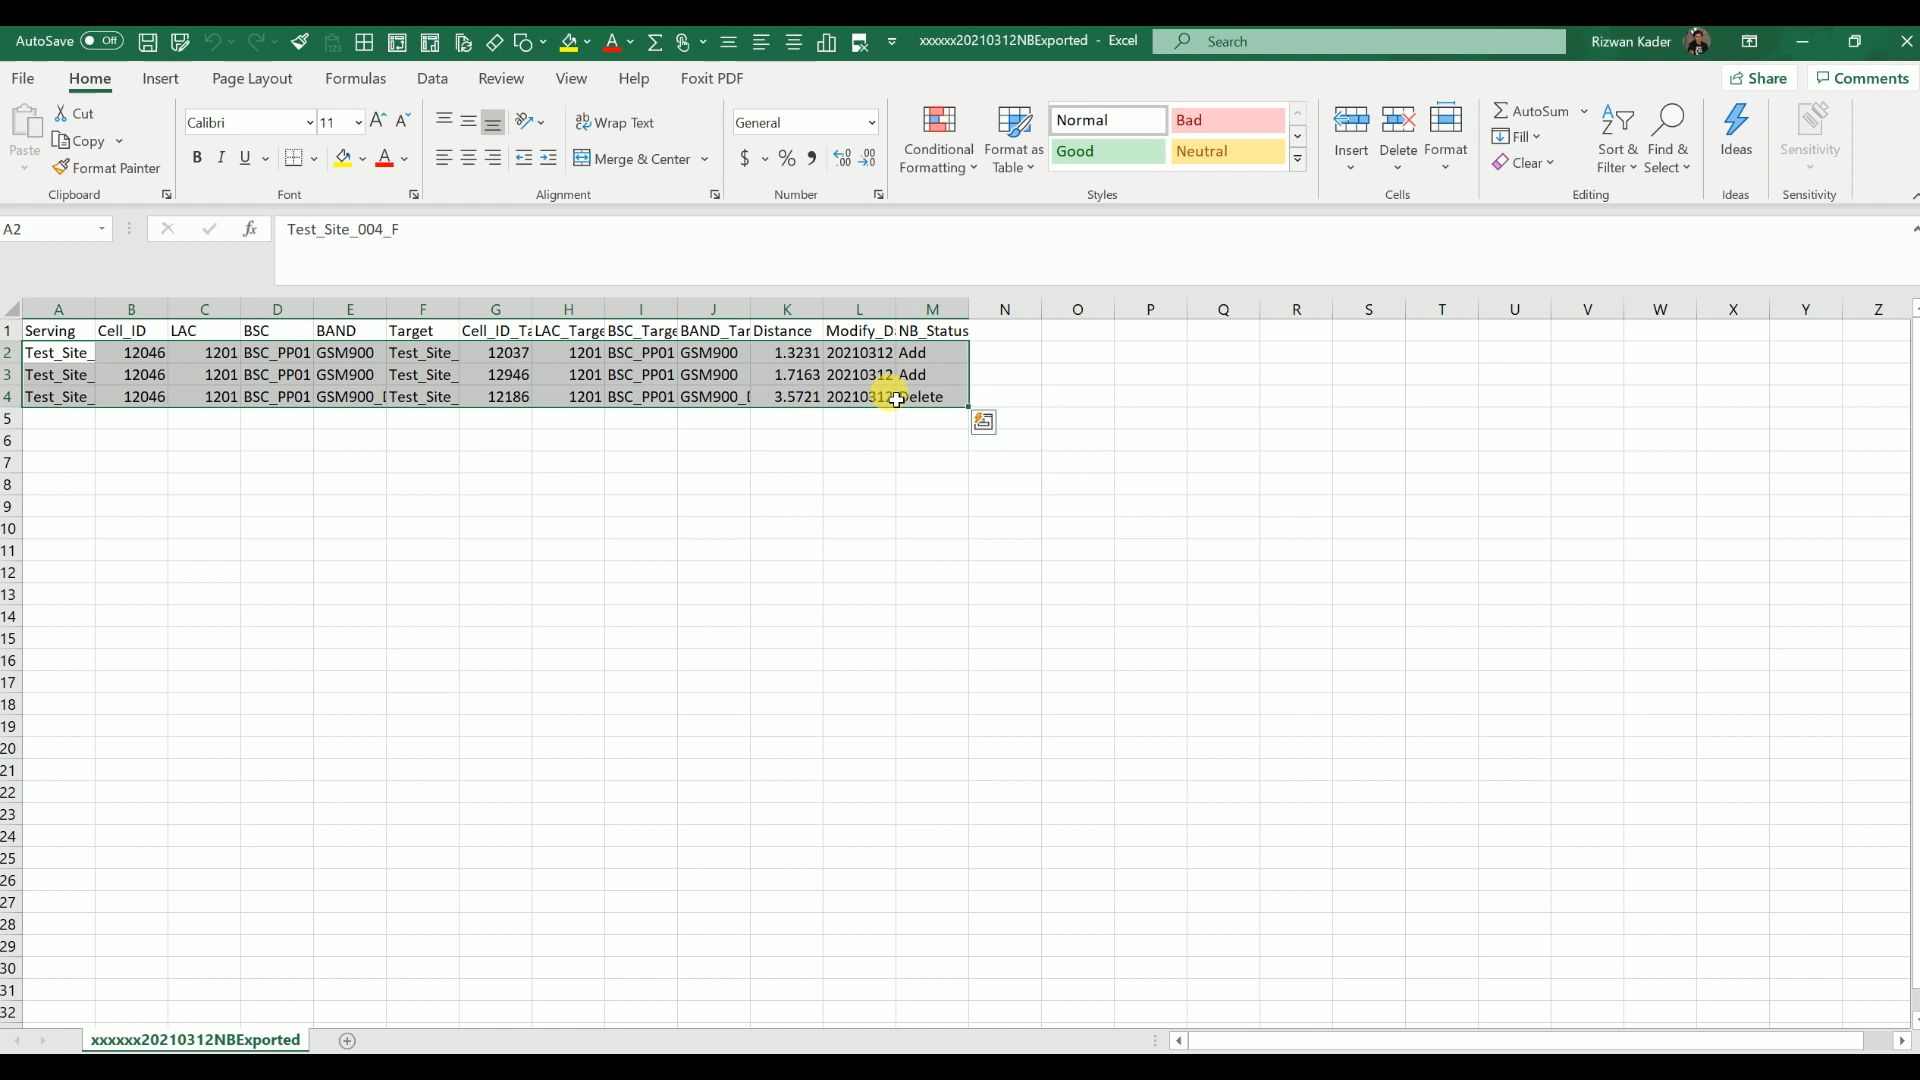 AutoSave Off xxxxxx20210312NBExported - Excel Search Rizwan Kader
File Home Insert Page Layout Formulas Data Review View Help Foxit PDF Share Comments
Paste Cut Copy Format Painter Clipboard
Calibri 11 B I U Font
Wrap Text Merge & Center Alignment
General $ % Number
Conditional Formatting Format as Table Normal Bad Good Neutral Styles
Insert Delete Format Cells
AutoSum Fill Clear Sort & Filter Find & Select Editing
Ideas Ideas
Sensitivity Sensitivity
A2 fx Test_Site_004_F
A B C D E F G H I J K L M N O P Q R S T U V W X Y Z
1 Serving Cell_ID LAC BSC BAND Target Cell_ID_Ta LAC_Targe BSC_Targe BAND_Tar Distance Modify_D NB_Status
2 Test_Site_ 12046 1201 BSC_PP01 GSM900 Test_Site_ 12037 1201 BSC_PP01 GSM900 1.3231 20210312 Add
3 Test_Site_ 12046 1201 BSC_PP01 GSM900 Test_Site_ 12946 1201 BSC_PP01 GSM900 1.7163 20210312 Add
4 Test_Site_ 12046 1201 BSC_PP01 GSM900_ Test_Site_ 12186 1201 BSC_PP01 GSM900_ 3.5721 20210312 Delete
5
6
7
8
9
10
11
12
13
14
15
16
17
18
19
20
21
22
23
24
25
26
27
28
29
30
31
32
xxxxxx20210312NBExported